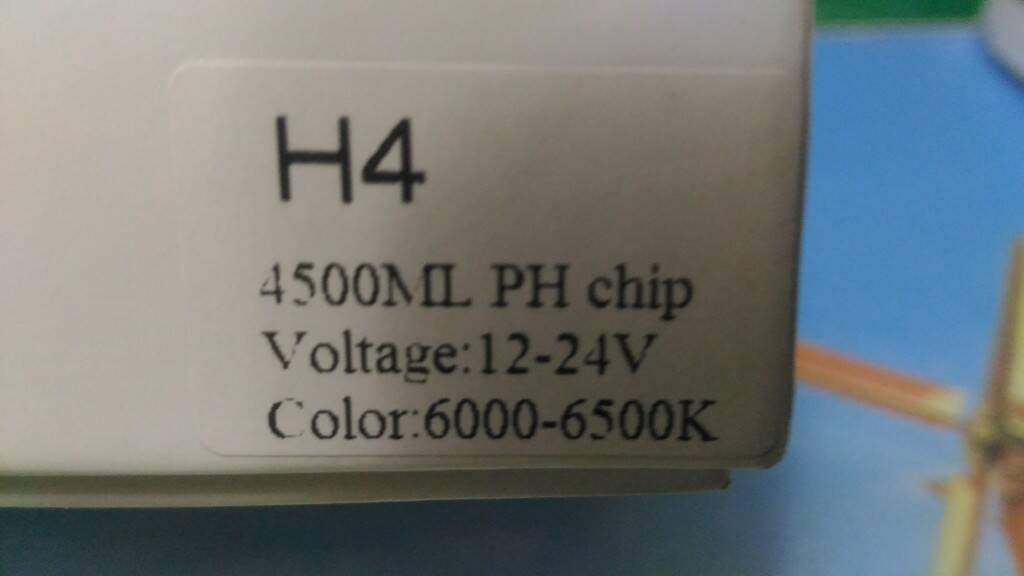 H4
4500ML PH chip
Voltage:12-24V
Color:6000-6500K